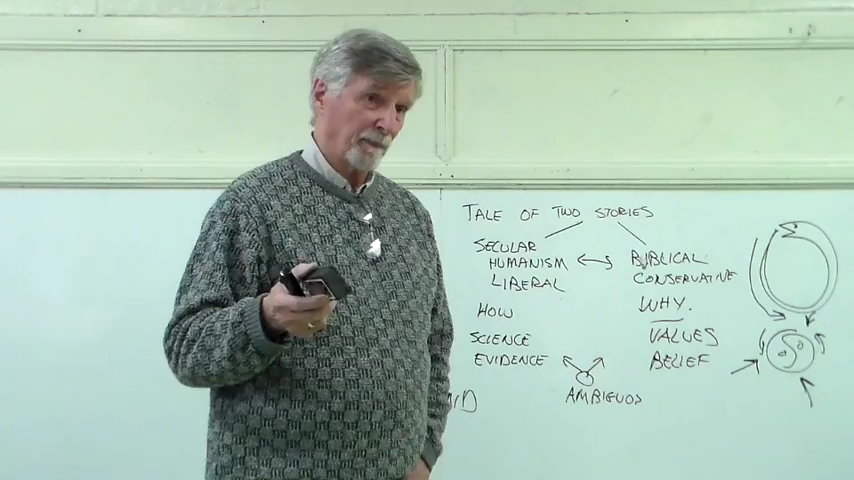 TALE OF TWO STORIES
SECULAR
HUMANISM
LIBERAL
BIBLICAL
CONSERVATIVE
HOW
WHY.
SCIENCE
EVIDENCE
VALUES
BELIEF
AMBIGUOS